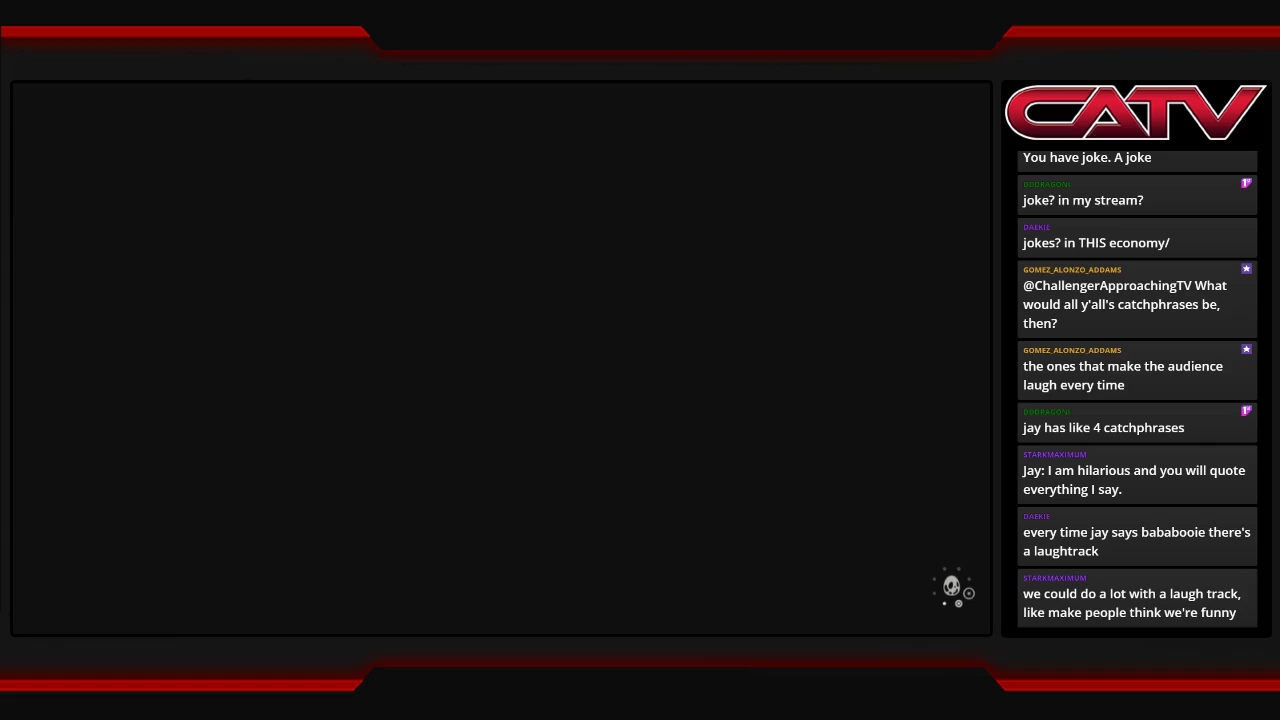 CATV
You have joke. A joke
DDDRAGONI
joke? in my stream?
DAEKIE
jokes? in THIS economy/
GOMEZ_ALONZO_ADDAMS
@ChallengerApproachingTV What
would all y'all's catchphrases be,
then?
GOMEZ_ALONZO_ADDAMS
the ones that make the audience
laugh every time
DDDRAGONI
jay has like 4 catchphrases
STARKMAXIMUM
Jay: I am hilarious and you will quote
everything I say.
DAEKIE
every time jay says bababooie there's
a laughtrack
STARKMAXIMUM
we could do a lot with a laugh track,
like make people think we're funny